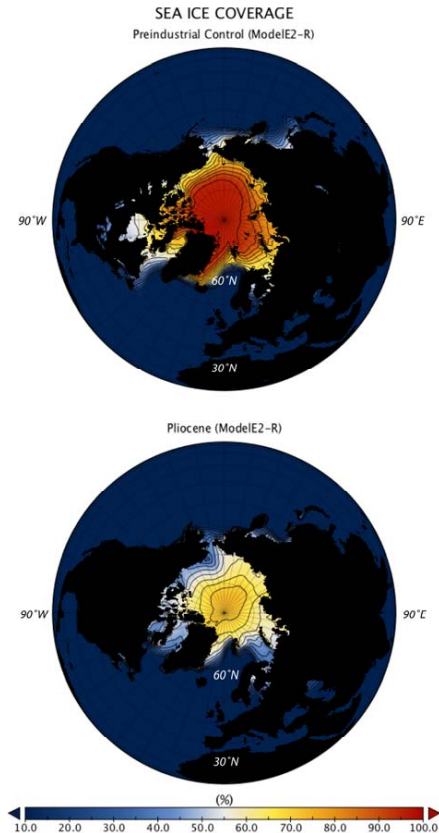 SEA ICE COVERAGE
Preindustrial Control (ModelE2-R)
90°W
90°E
60°N
30°N
Pliocene (ModelE2-R)
90°W
90°E
60°N
30°N
(%)
10.0 20.0 30.0 40.0 50.0 60.0 70.0 80.0 90.0 100.0